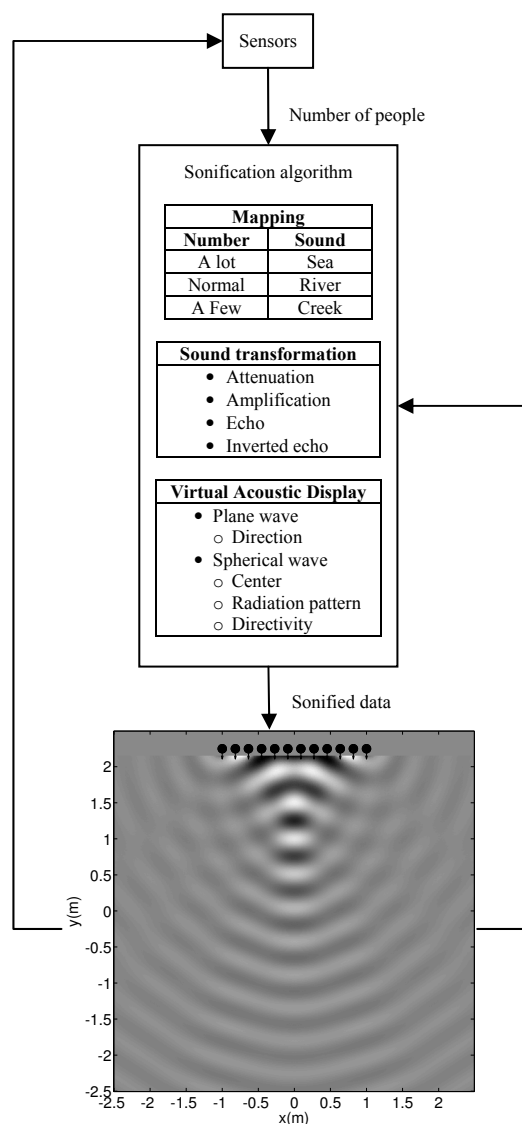 Sensors
Number of people
Sonification algorithm
Mapping
Number Sound
A lot Sea
Normal River
A Few Creek
Sound transformation
• Attenuation
• Amplification
• Echo
• Inverted echo
Virtual Acoustic Display
• Plane wave
o Direction
• Spherical wave
o Center
o Radiation pattern
o Directivity
Sonified data
2
1.5
1
0.5
0
-0.5
-1
-1.5
-2
-2.5
y(m)
-2.5 -2 -1.5 -1 -0.5 0 0.5 1 1.5 2
x(m)